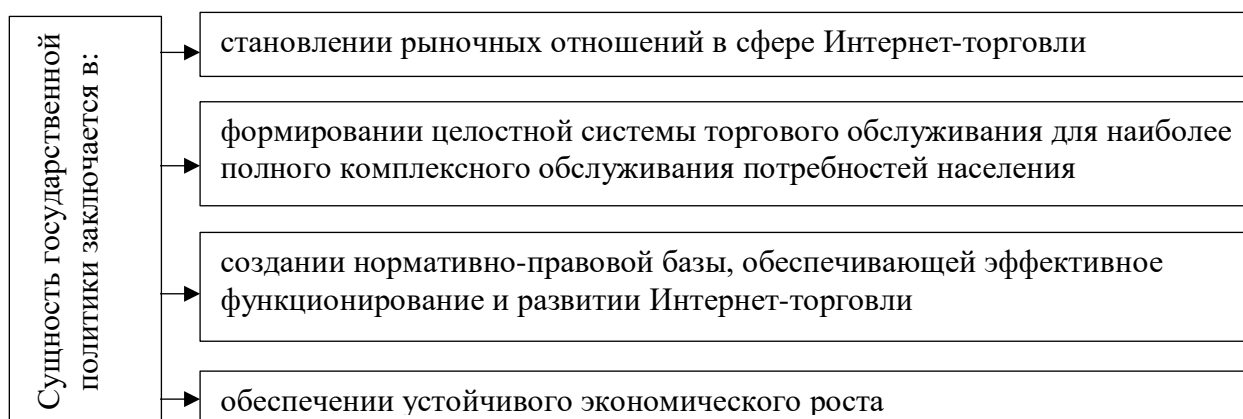 Сущность государственной
политики заключается в:
становлении рыночных отношений в сфере Интернет-торговли
формировании целостной системы торгового обслуживания для наиболее
полного комплексного обслуживания потребностей населения
создании нормативно-правовой базы, обеспечивающей эффективное
функционирование и развитии Интернет-торговли
обеспечении устойчивого экономического роста